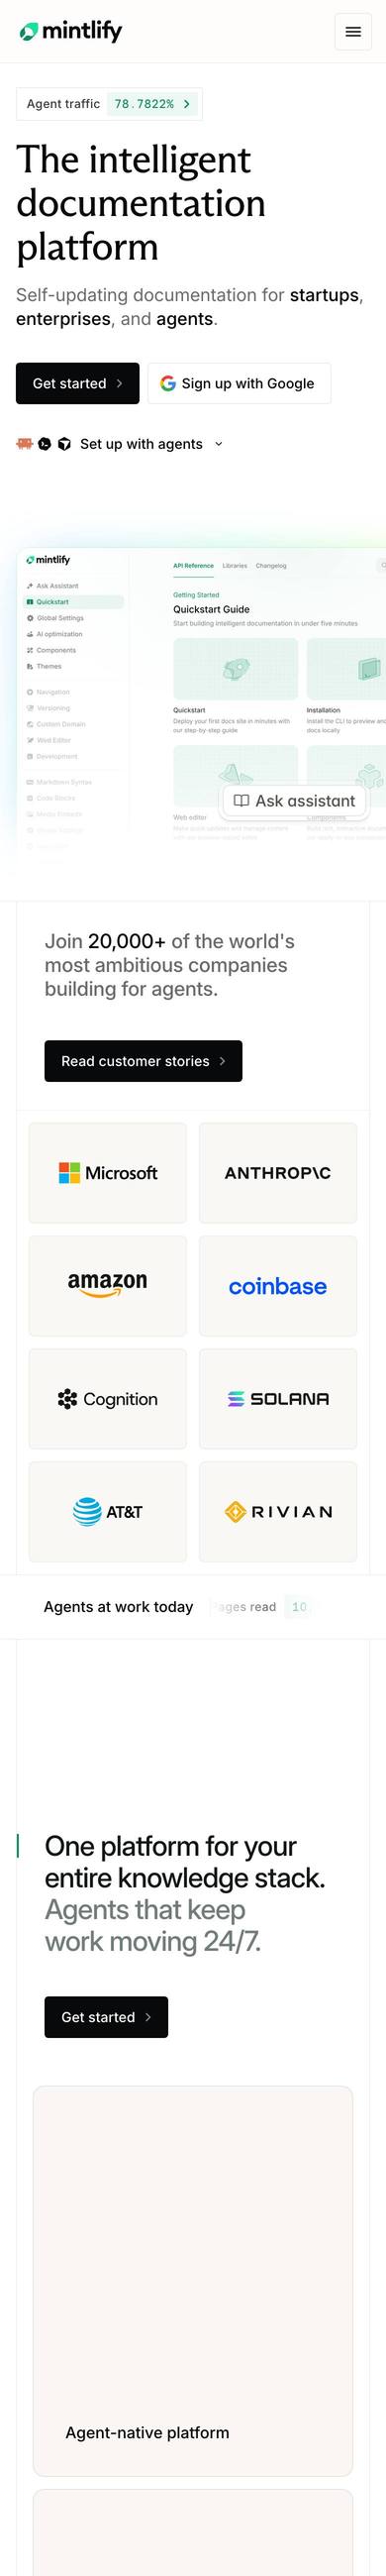 mintlify
Agent traffic 78.7822%
The intelligent
documentation
platform
Self-updating documentation for startups,
enterprises, and agents.
Get started
Sign up with Google
Set up with agents
mintlify
Ask Assistant
Quickstart
Global Settings
AI optimization
Components
Themes
Navigation
Versioning
Custom Domain
Web Editor
Development
Markdown Syntax
Code Blocks
API Reference Libraries Changelog
Getting Started
Quickstart Guide
Start building intelligent documentation in under five minutes
Quickstart
Deploy your first docs site in minutes with
our step-by-step guide
Installation
Install the CLI to preview and
docs locally
Web editor
Components
Ask assistant
Join 20,000+ of the world's
most ambitious companies
building for agents.
Read customer stories
Microsoft
ANTHROP\C
amazon
coinbase
Cognition
SOLANA
AT&T
RIVIAN
Agents at work today
Pages read 10
One platform for your
entire knowledge stack.
Agents that keep
work moving 24/7.
Get started
Agent-native platform